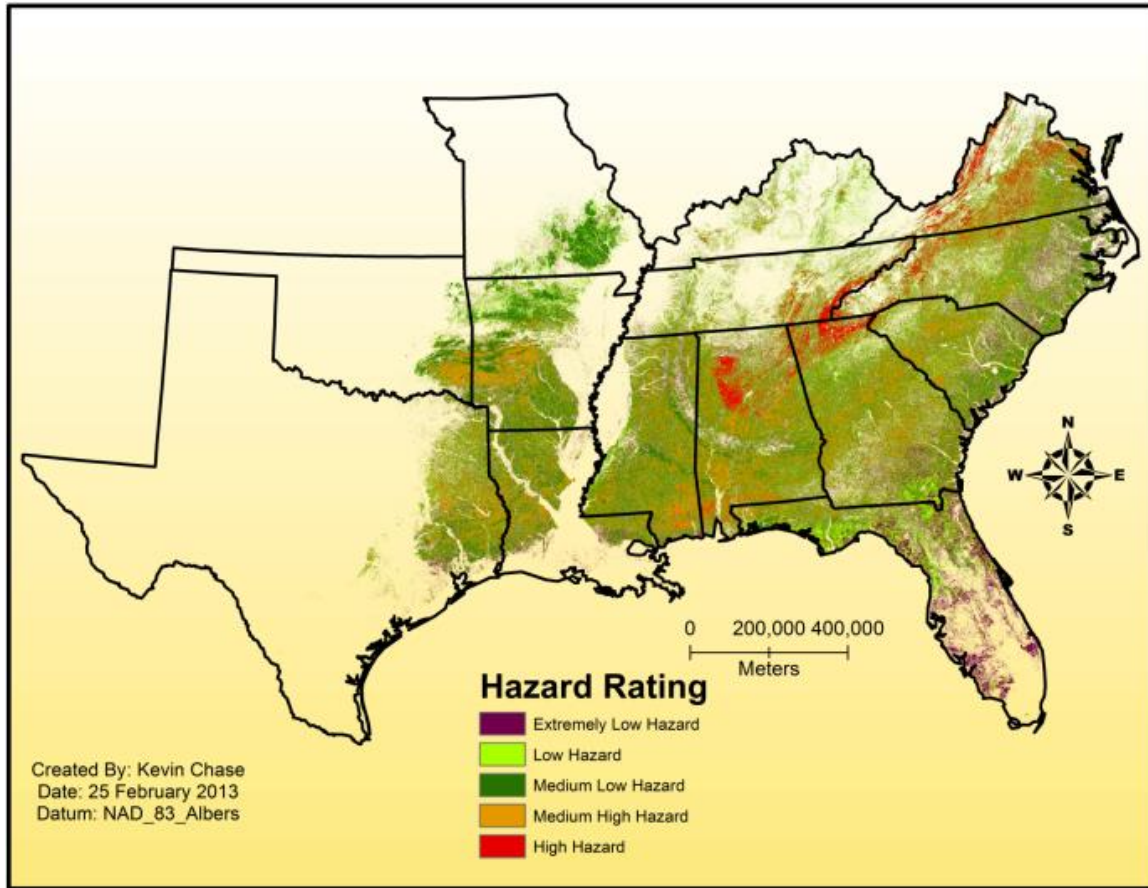 N
W E
S
0 200,000 400,000
Meters
Hazard Rating
Extremely Low Hazard
Low Hazard
Medium Low Hazard
Medium High Hazard
High Hazard
Created By: Kevin Chase
Date: 25 February 2013
Datum: NAD_83_Albers